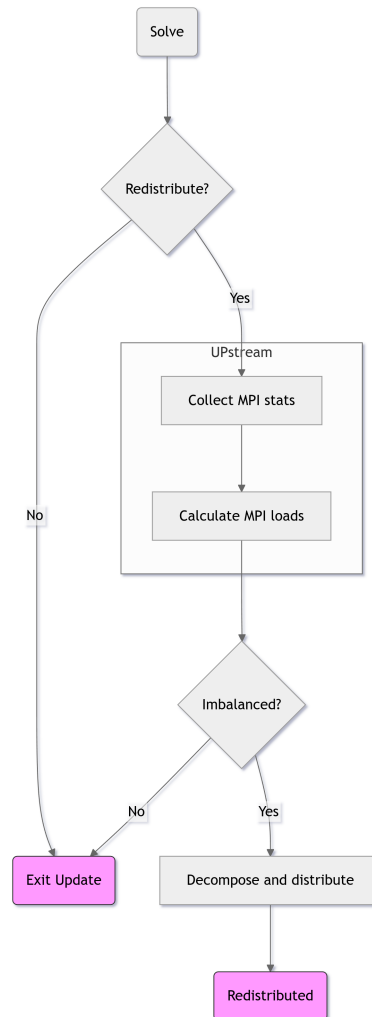 Solve
Redistribute?
Yes
UPstream
Collect MPI stats
Calculate MPI loads
No
Imbalanced?
No
Yes
Exit Update
Decompose and distribute
Redistributed